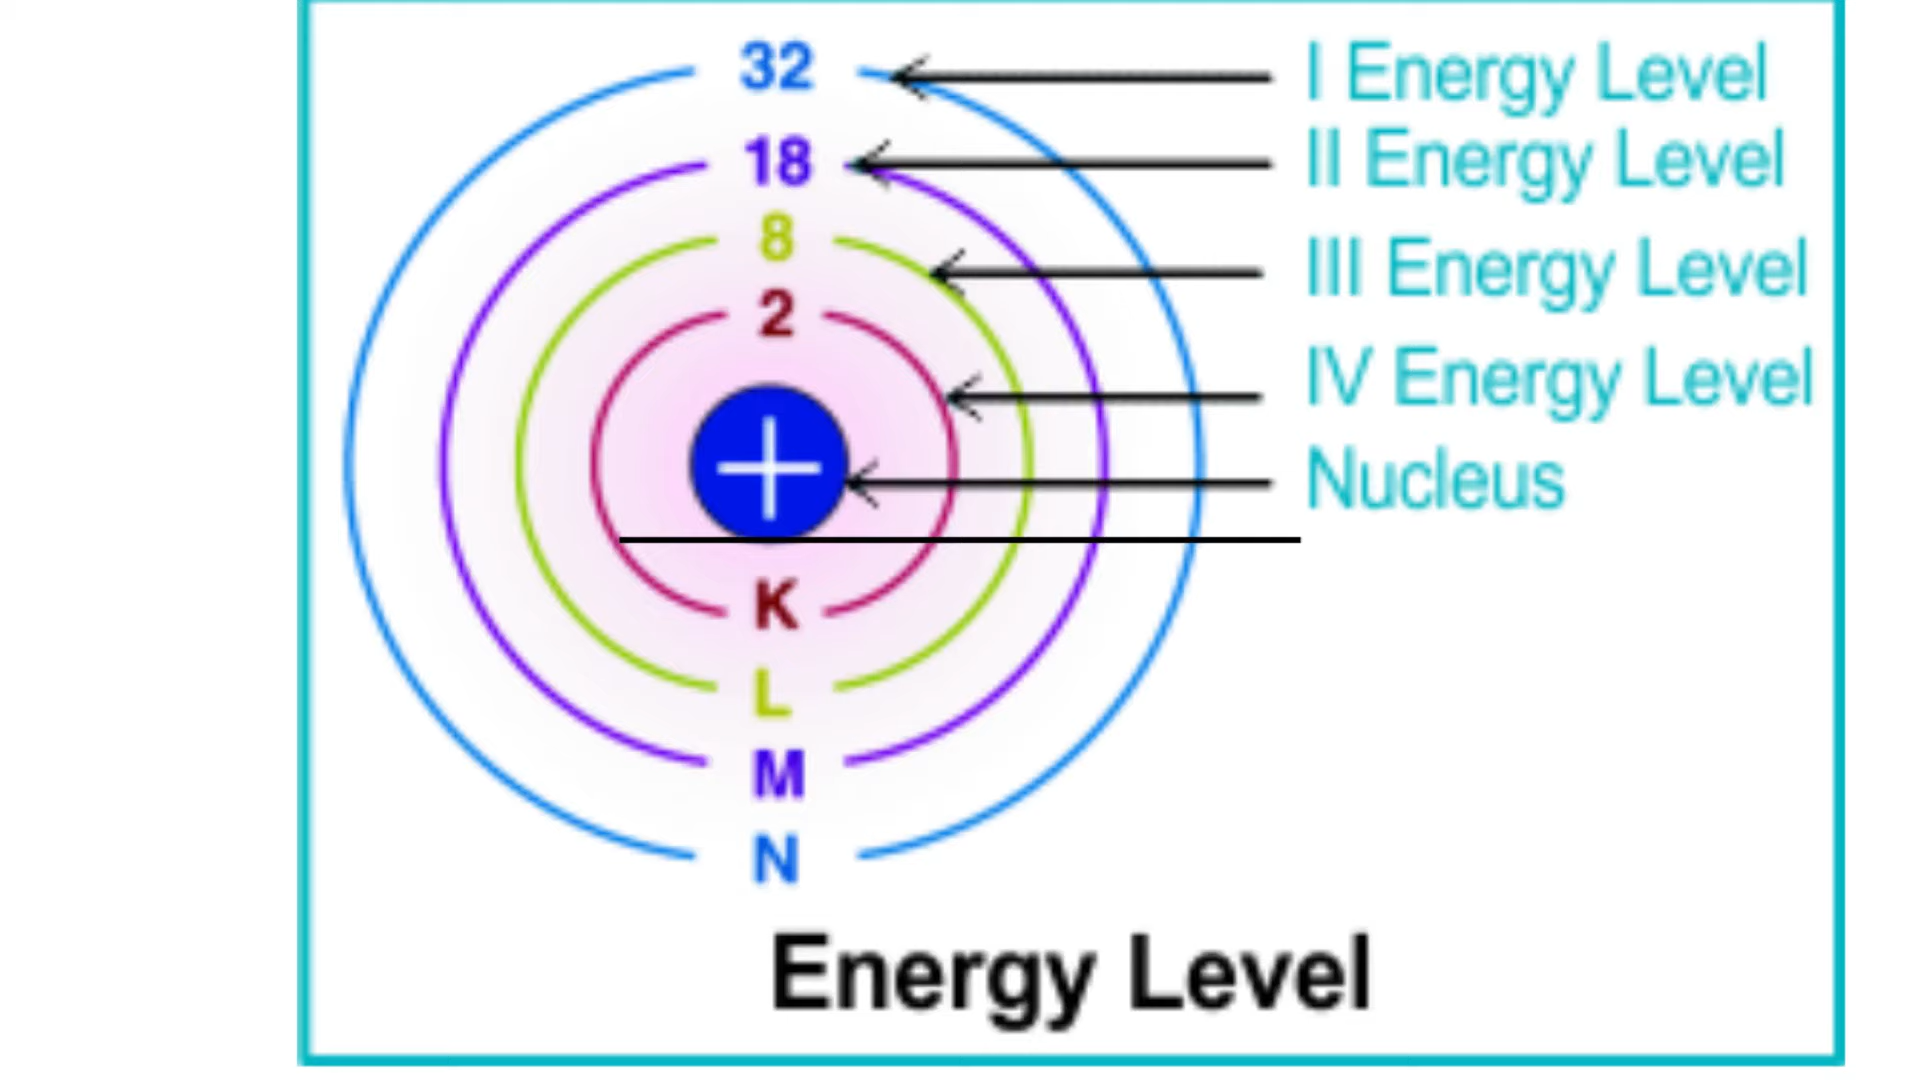 32
I Energy Level
18
II Energy Level
8
III Energy Level
2
IV Energy Level
+
Nucleus
K
L
M
N
Energy Level